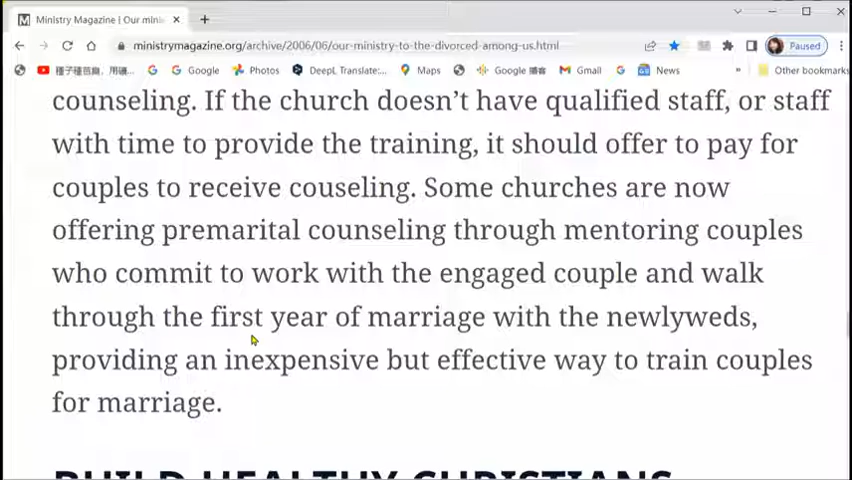 Ministry Magazine | Our mini
ministrymagazine.org/archive/2006/06/our-ministry-to-the-divorced-among-us.html
Paused
Google
Photos
DeepL Translate:...
Maps
Gmail
News
Other bookmarks
counseling. If the church doesn't have qualified staff, or staff
with time to provide the training, it should offer to pay for
couples to receive couseling. Some churches are now
offering premarital counseling through mentoring couples
who commit to work with the engaged couple and walk
through the first year of marriage with the newlyweds,
providing an inexpensive but effective way to train couples
for marriage.
BUILD HEALTHY CHRISTIANS